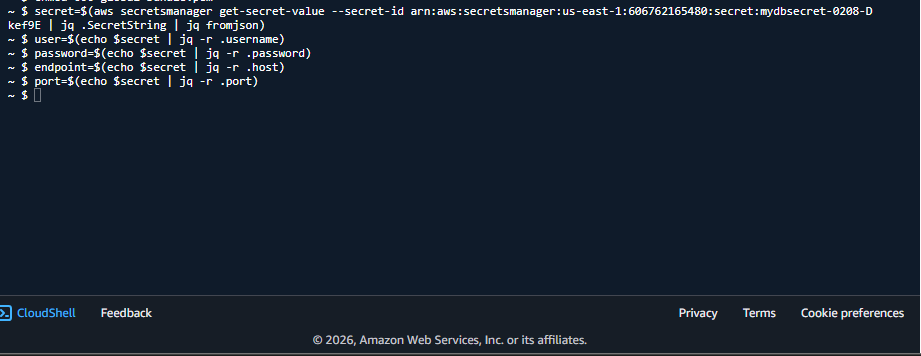 ~ $ secret=$(aws secretsmanager get-secret-value --secret-id arn:aws:secretsmanager:us-east-1:606762165480:secret:mydbsecret-0208-D
kef9E | jq .SecretString | jq fromjson)
~ $ user=$(echo $secret | jq -r .username)
~ $ password=$(echo $secret | jq -r .password)
~ $ endpoint=$(echo $secret | jq -r .host)
~ $ port=$(echo $secret | jq -r .port)
~ $
CloudShell Feedback Privacy Terms Cookie preferences
© 2026, Amazon Web Services, Inc. or its affiliates.